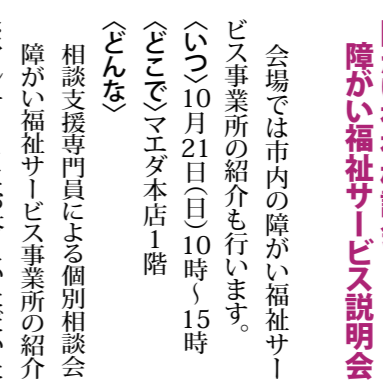 障がい福祉サービス説明会
会場では市内の障がい福祉サー
ビス事業所の紹介も行います。
〈いつ〉10月21日(日)10時～15時
〈どこで〉マエダ本店1階
〈どんな〉
相談支援専門員による個別相談会
障がい福祉サービス事業所の紹介